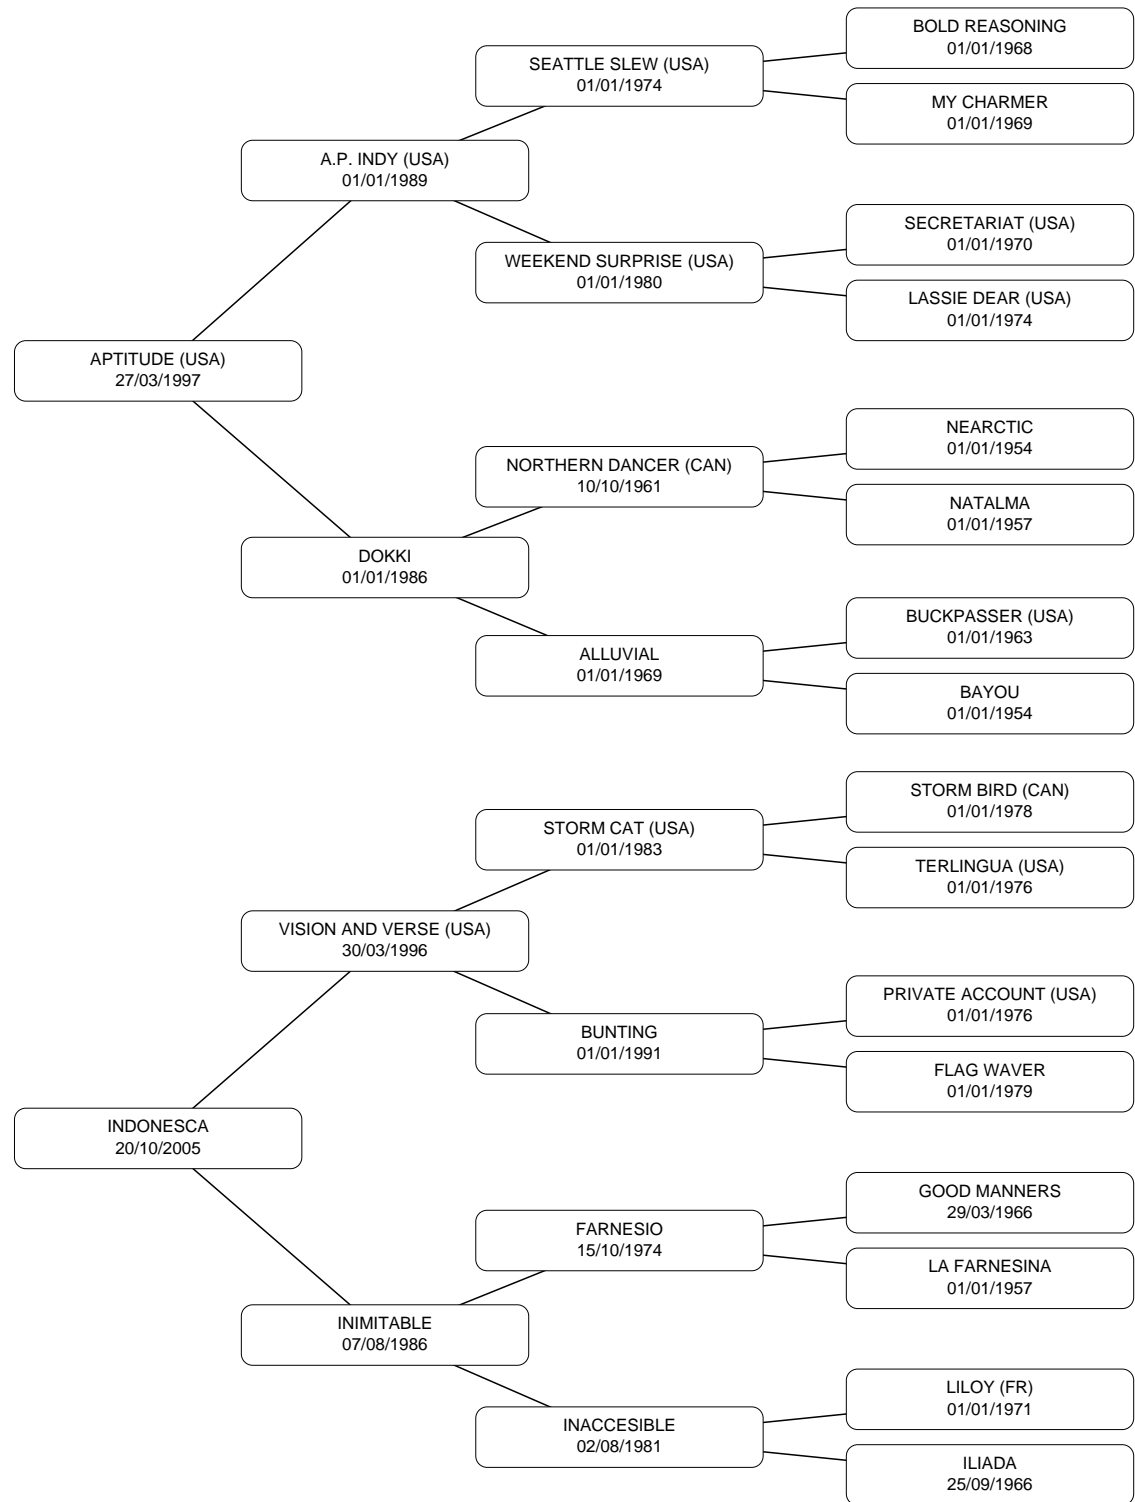 BOLD REASONING
01/01/1968
SEATTLE SLEW (USA)
01/01/1974
MY CHARMER
01/01/1969
A.P. INDY (USA)
01/01/1989
SECRETARIAT (USA)
01/01/1970
WEEKEND SURPRISE (USA)
01/01/1980
LASSIE DEAR (USA)
01/01/1974
APTITUDE (USA)
27/03/1997
NEARCTIC
01/01/1954
NORTHERN DANCER (CAN)
10/10/1961
NATALMA
01/01/1957
DOKKI
01/01/1986
BUCKPASSER (USA)
01/01/1963
ALLUVIAL
01/01/1969
BAYOU
01/01/1954
STORM BIRD (CAN)
01/01/1978
STORM CAT (USA)
01/01/1983
TERLINGUA (USA)
01/01/1976
VISION AND VERSE (USA)
30/03/1996
PRIVATE ACCOUNT (USA)
01/01/1976
BUNTING
01/01/1991
FLAG WAVER
01/01/1979
INDONESCA
20/10/2005
GOOD MANNERS
29/03/1966
FARNESIO
15/10/1974
LA FARNESINA
01/01/1957
INIMITABLE
07/08/1986
LILOY (FR)
01/01/1971
INACCESIBLE
02/08/1981
ILIADA
25/09/1966